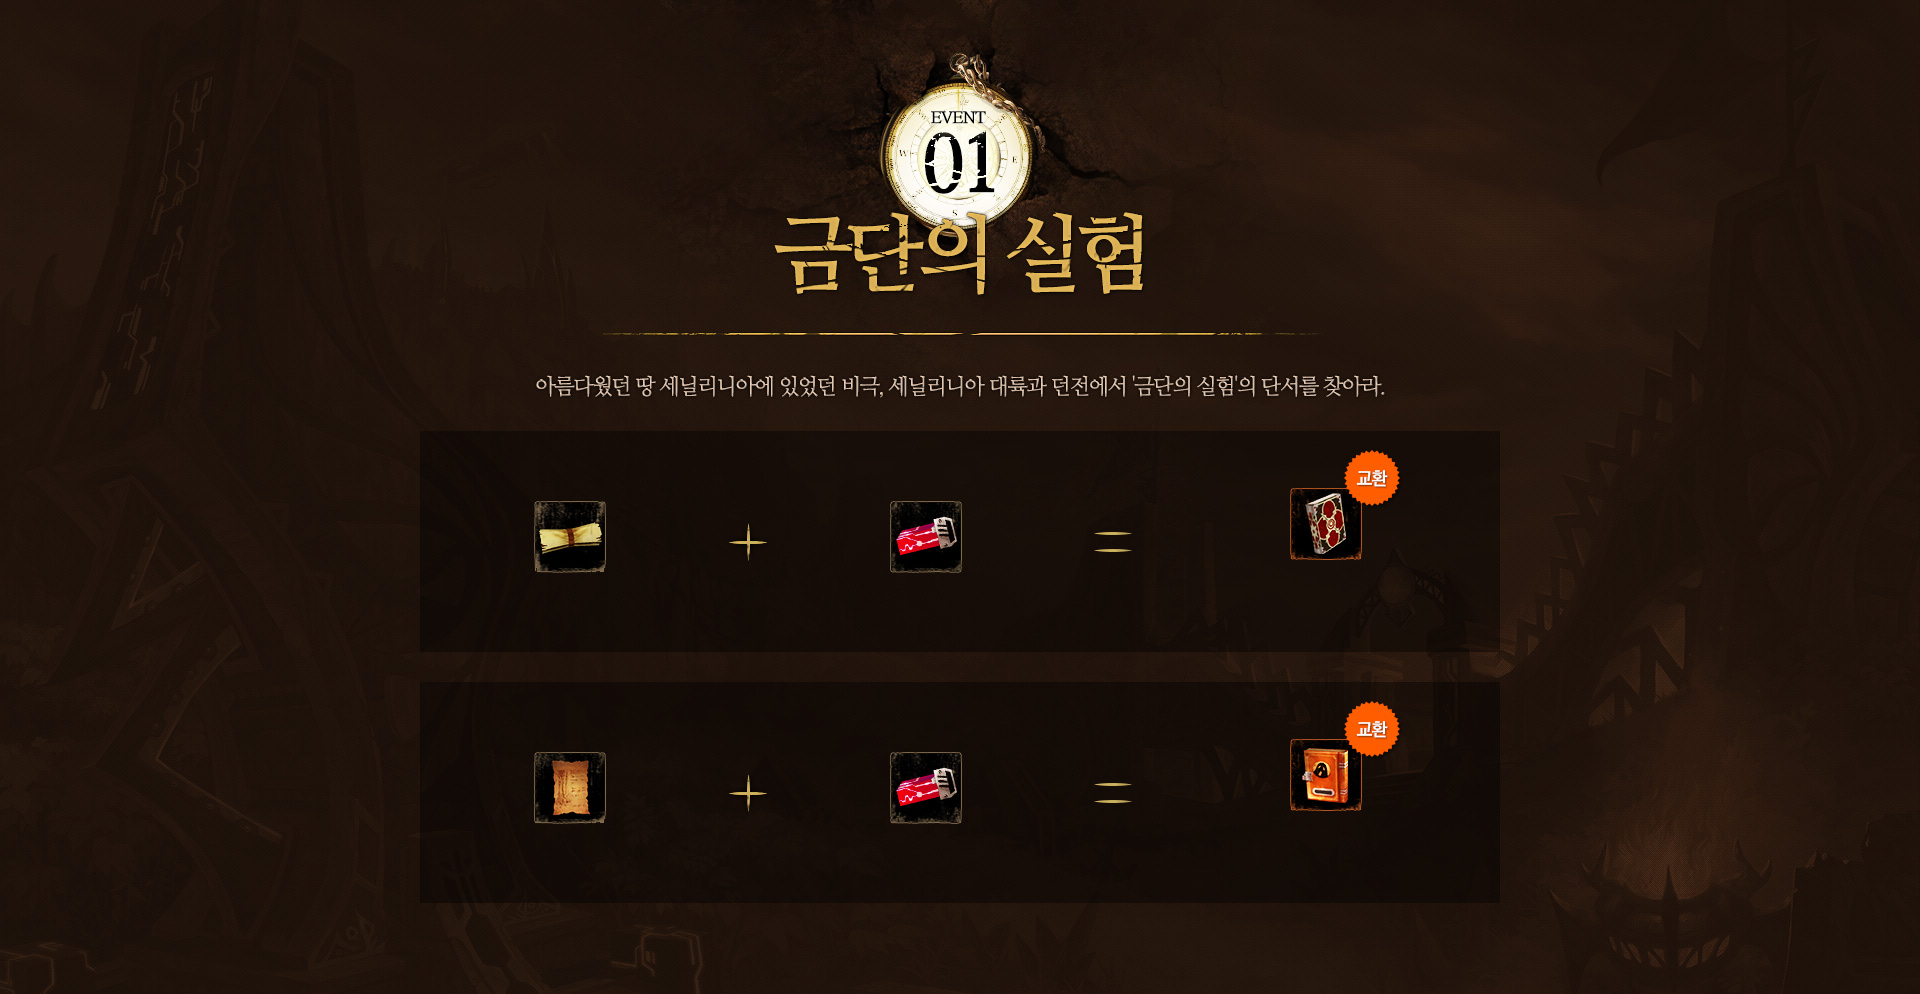 EVENT
01
W
E
S
금단의 실험
아름다웠던 땅 세닐리니아에 있었던 비극, 세닐리니아 대륙과 던전에서 '금단의 실험'의 단서를 찾아라.
교환
교환